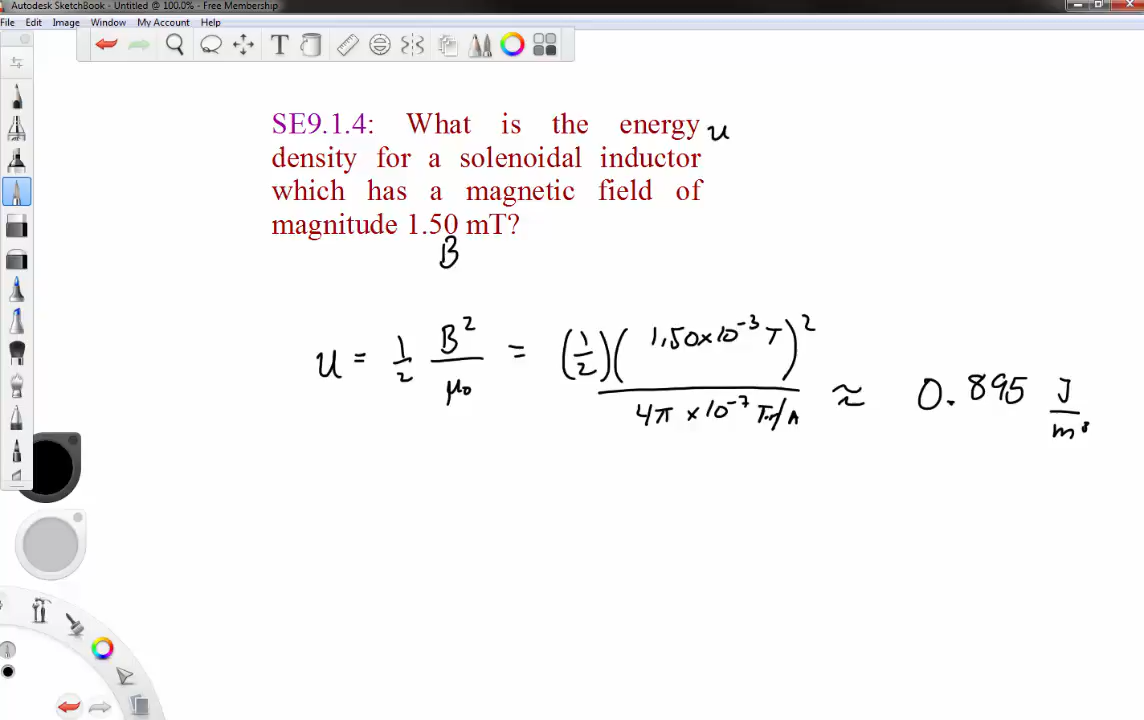 Autodesk SketchBook - Untitled @ 100.0% - Free Membership
File Edit Image Window My Account Help
SE9.1.4: What is the energy u
density for a solenoidal inductor
which has a magnetic field of
magnitude 1.50 mT?
B
u = 1/2 B²/μ₀ = (1/2)(1.50×10⁻³ T)²/4π×10⁻⁷ T·m/A ≈ 0.895 J/m³